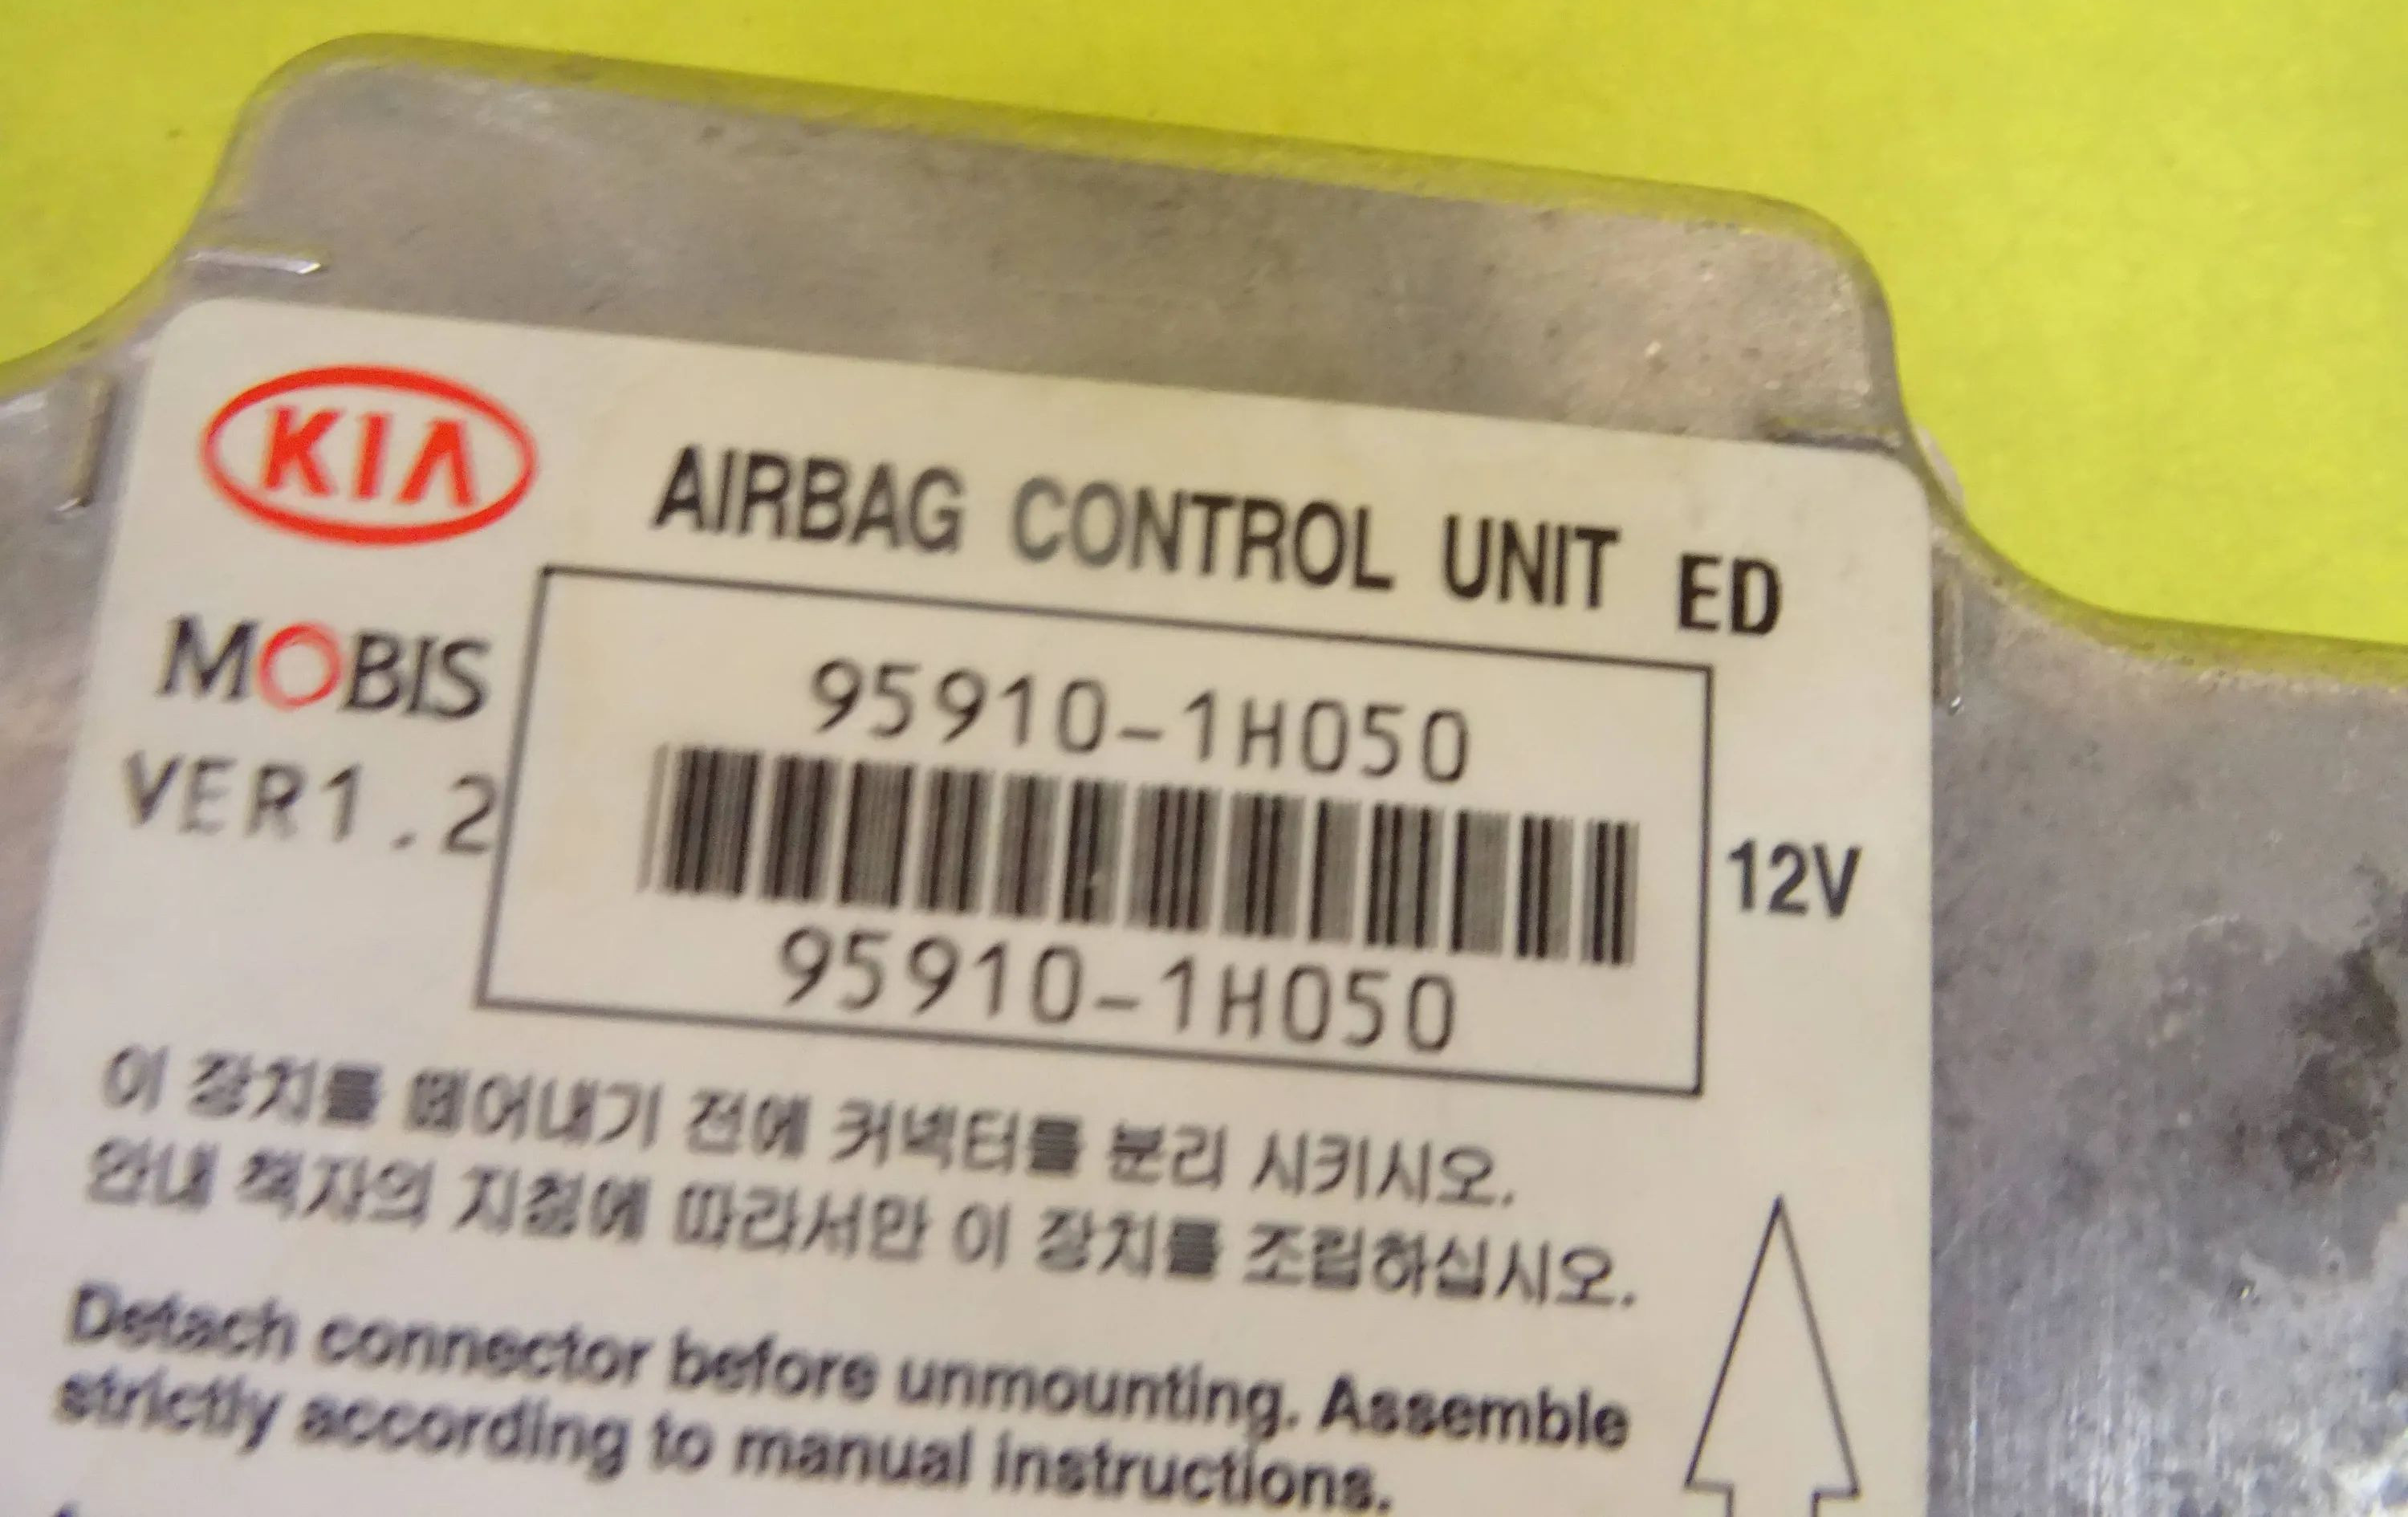 KIA
AIRBAG CONTROL UNIT ED
MOBIS
VER1.2
95910-1H050
95910-1H050
12V
이 장치를 떼어내기 전에 커넥터를 분리 시키시오.
안내 책자의 지침에 따라서만 이 장치를 조립하십시오.
Detach connector before unmounting. Assemble
strictly according to manual instructions.